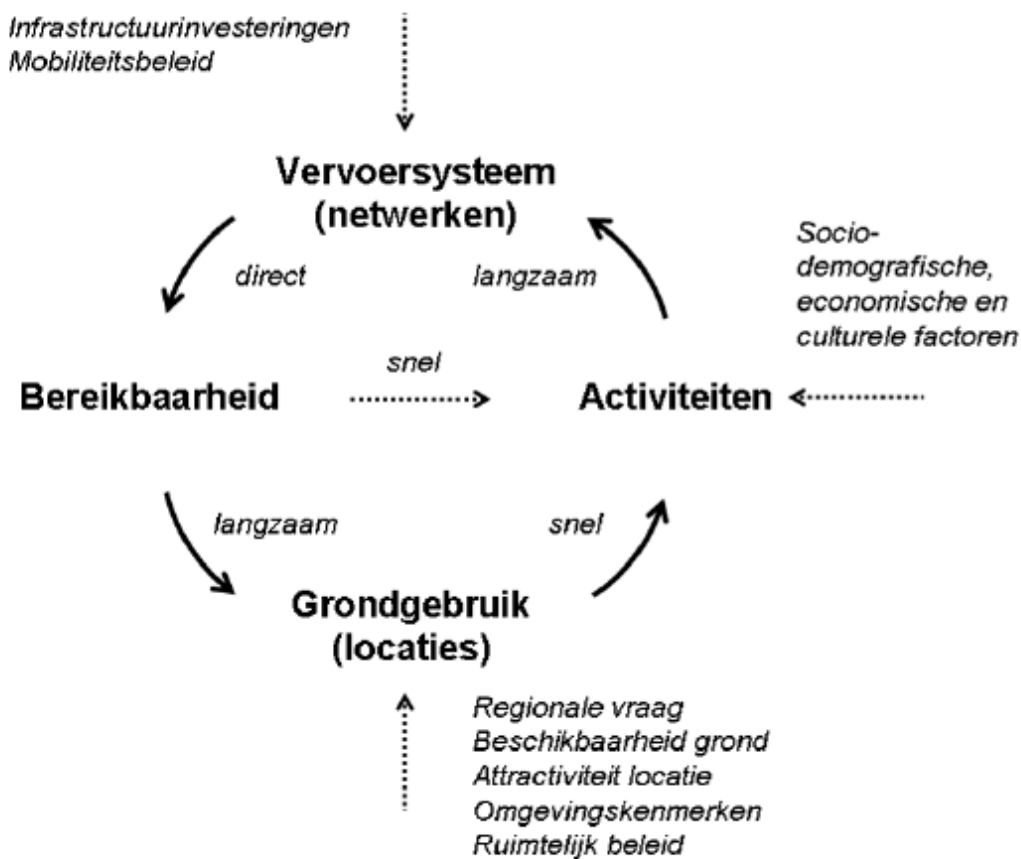 Infrastructuurinvesteringen
Mobiliteitsbeleid
Vervoersysteem
(netwerken)
direct
langzaam
Socio-
demografische,
economische en
culturele factoren
snel
Bereikbaarheid
Activiteiten
langzaam
snel
Grondgebruik
(locaties)
Regionale vraag
Beschikbaarheid grond
Attractiviteit locatie
Omgevingskenmerken
Ruimtelijk beleid